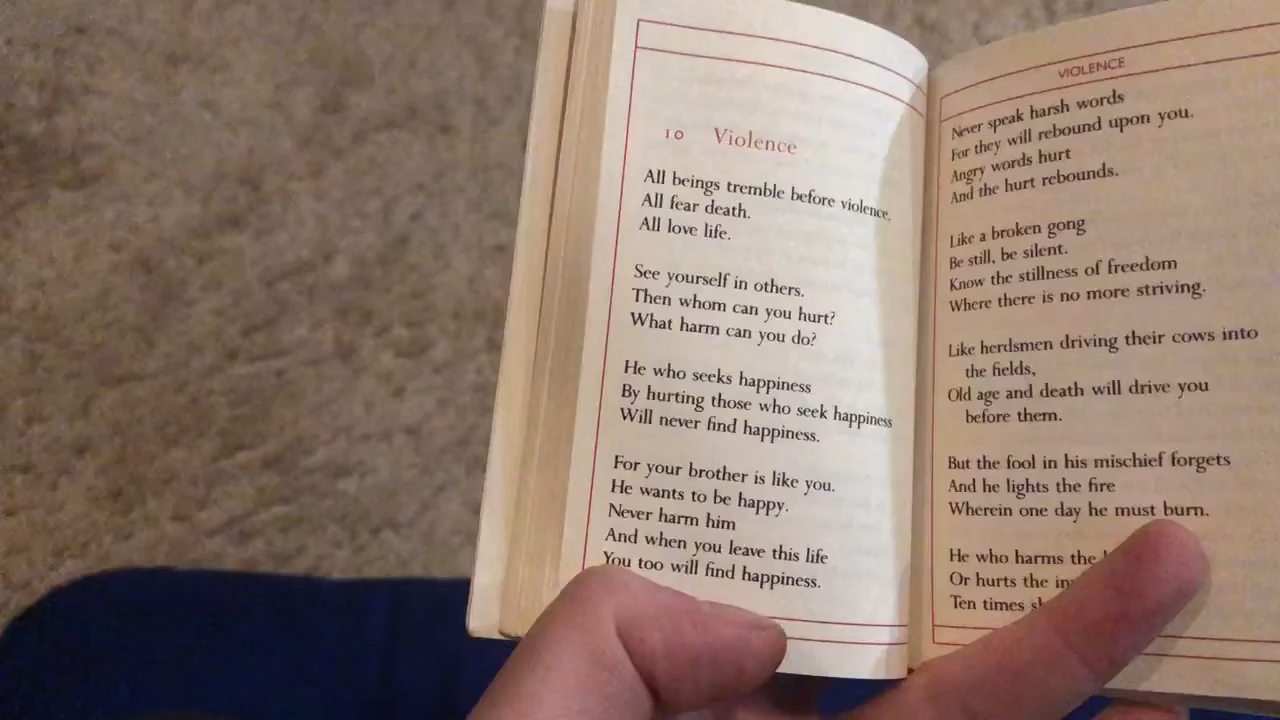 10 Violence
All beings tremble before violence.
All fear death.
All love life.
See yourself in others.
Then whom can you hurt?
What harm can you do?
He who seeks happiness
By hurting those who seek happiness
Will never find happiness.
For your brother is like you.
He wants to be happy.
Never harm him
And when you leave this life
You too will find happiness.
VIOLENCE
Never speak harsh words
For they will rebound upon you.
Angry words hurt
And the hurt rebounds.
Like a broken gong
Be still, be silent.
Know the stillness of freedom
Where there is no more striving.
Like herdsmen driving their cows into
the fields,
Old age and death will drive you
before them.
But the fool in his mischief forgets
And he lights the fire
Wherein one day he must burn.
He who harms the
Or hurts the
Ten times